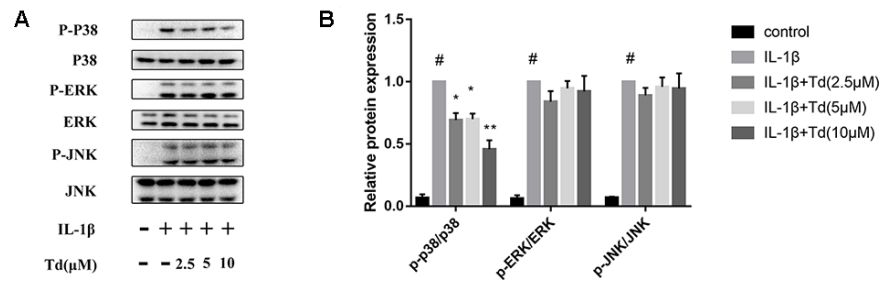 A
P-P38
P38
P-ERK
ERK
P-JNK
JNK
IL-1β - + + + +
Td(μM) - - 2.5 5 10
B
Relative protein expression
1.5
1.0
0.5
0.0
# # #
* * **
p-p38/p38
p-ERK/ERK
p-JNK/JNK
control
IL-1β
IL-1β+Td(2.5μM)
IL-1β+Td(5μM)
IL-1β+Td(10μM)